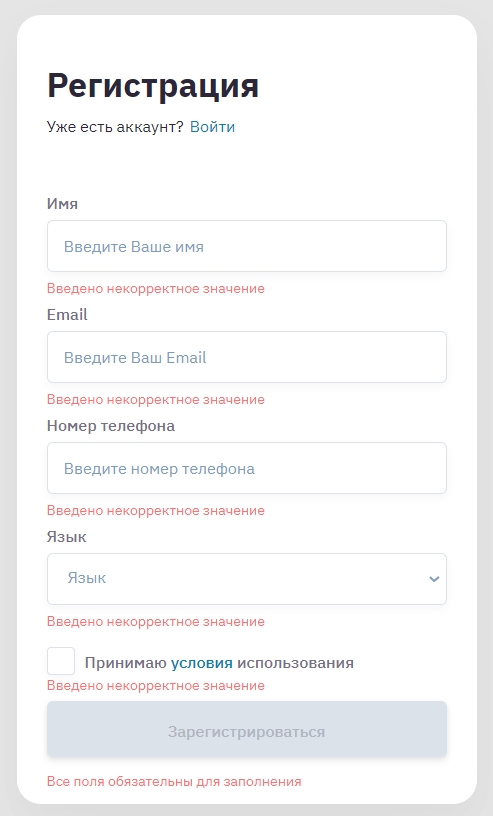 Регистрация
Уже есть аккаунт? Войти
Имя
Введите Ваше имя
Введено некорректное значение
Email
Введите Ваш Email
Введено некорректное значение
Номер телефона
Введите номер телефона
Введено некорректное значение
Язык
Язык
Введено некорректное значение
Принимаю условия использования
Введено некорректное значение
Зарегистрироваться
Все поля обязательны для заполнения